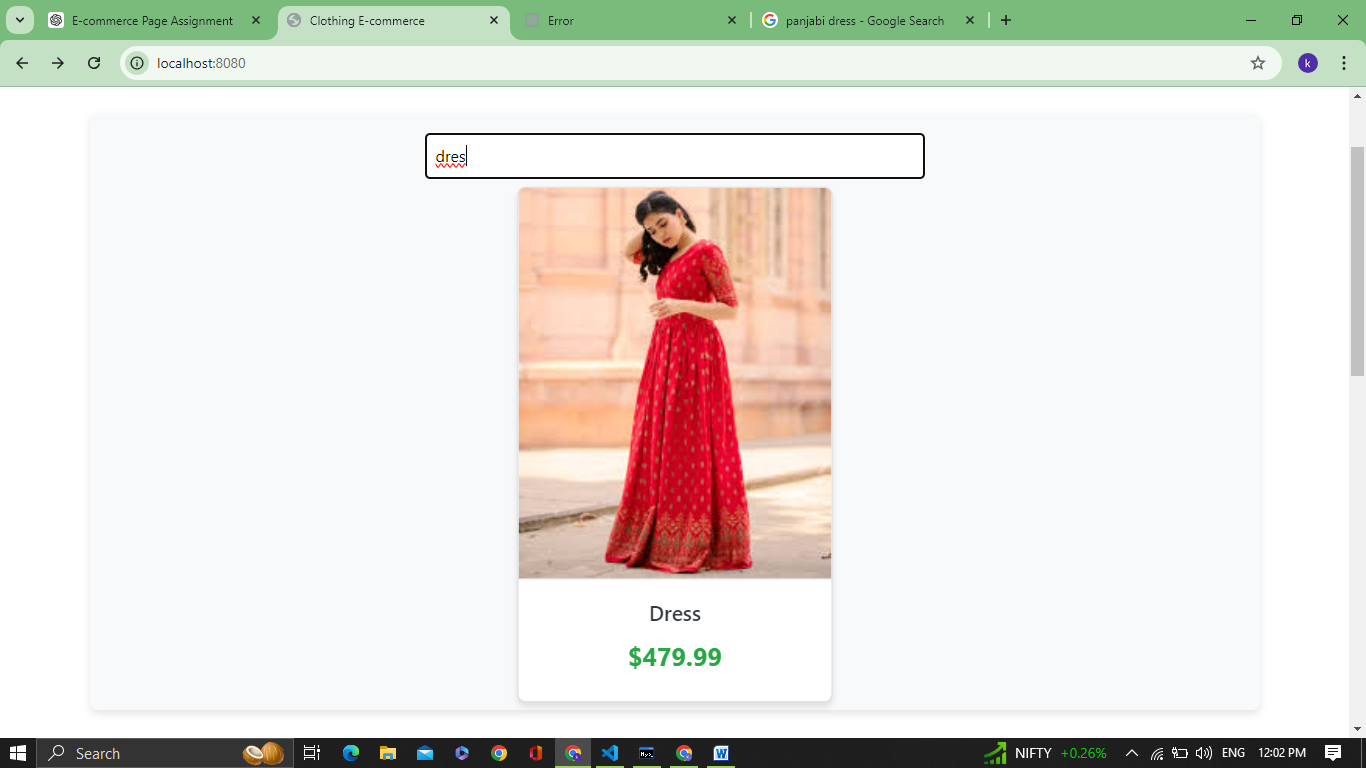 E-commerce Page Assignment
Clothing E-commerce
Error
panjabi dress - Google Search
localhost:8080
k
dres
Dress
$479.99
Search
NIFTY +0.26%
ENG
12:02 PM